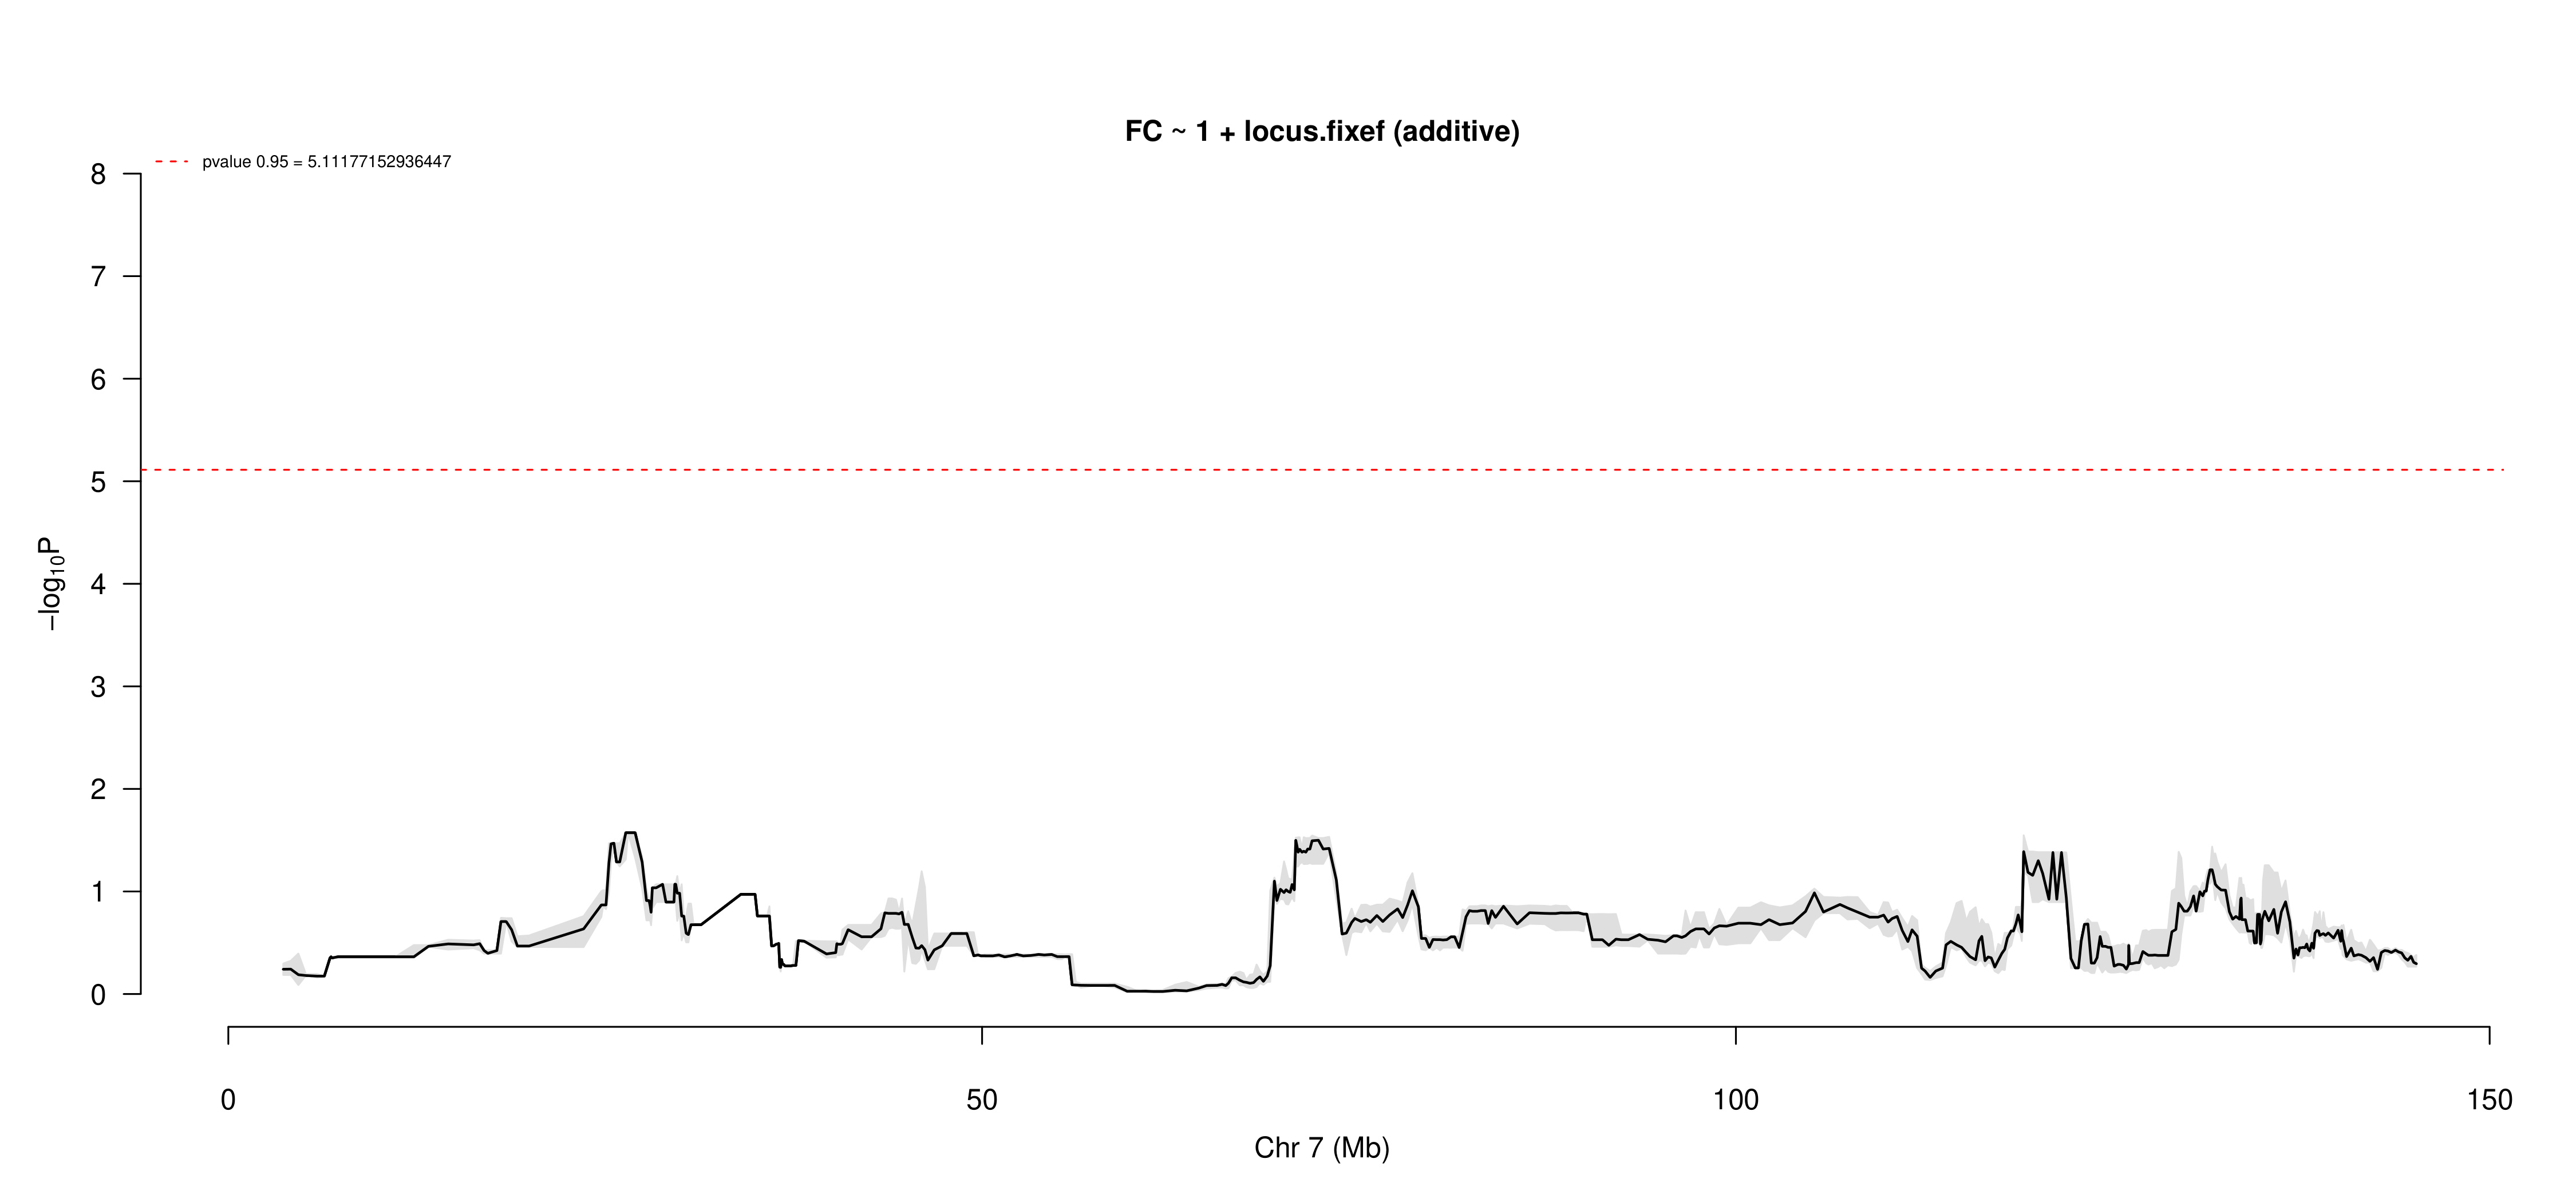 FC ~ 1 + locus.fixef (additive)
pvalue 0.95 = 5.11177152936447
8
7
6
5
4
3
2
1
0
−log10P
0 50 100 150
Chr 7 (Mb)